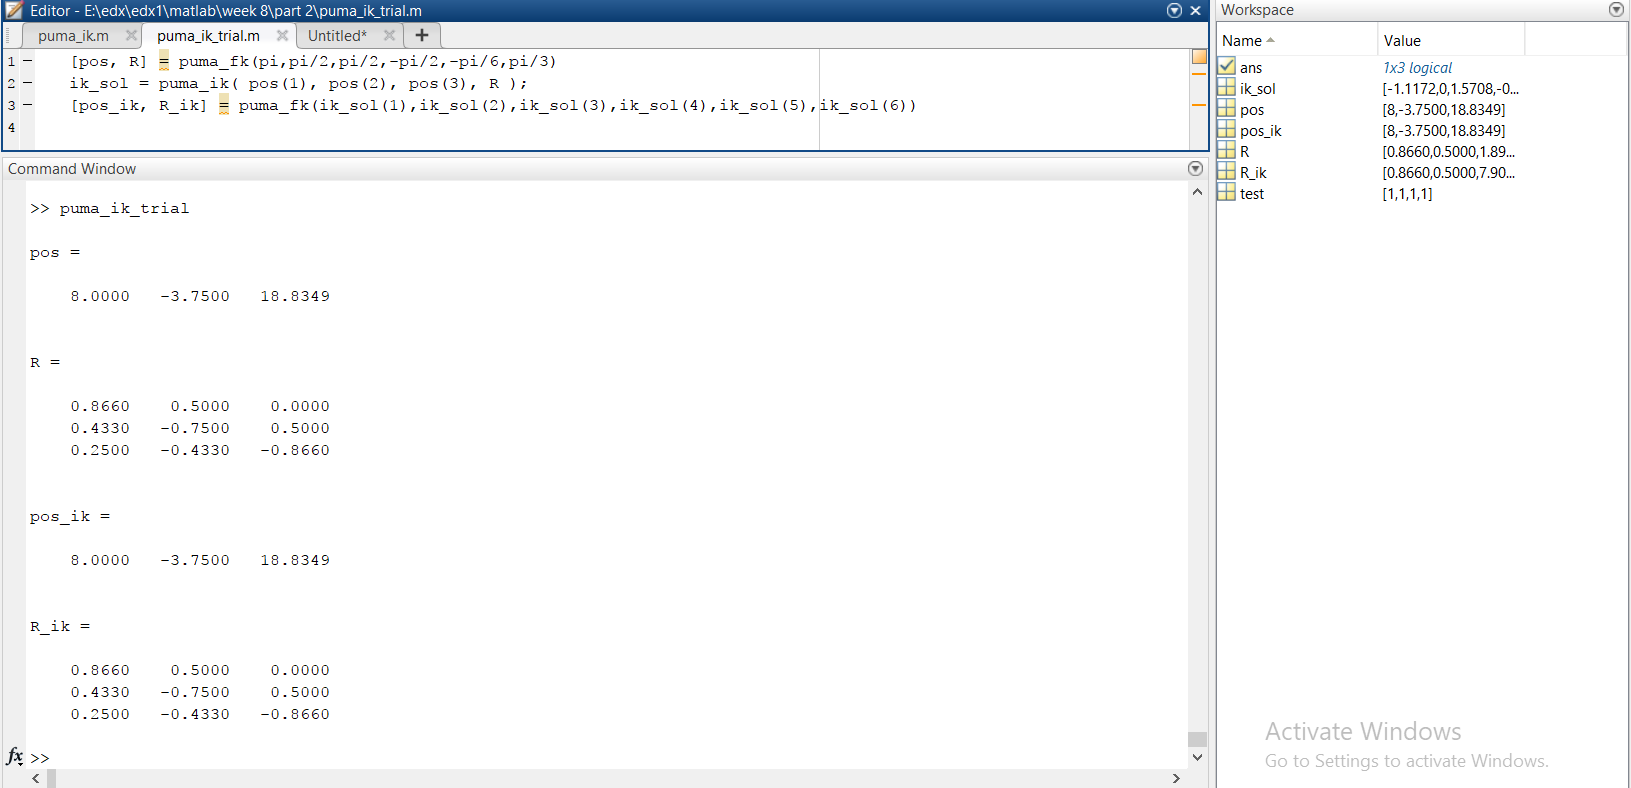 Editor - E:\edx\edx1\matlab\week 8\part 2\puma_ik_trial.m
puma_ik.m puma_ik_trial.m Untitled* +
1 - [pos, R] = puma_fk(pi,pi/2,pi/2,-pi/2,-pi/6,pi/3)
2 - ik_sol = puma_ik( pos(1), pos(2), pos(3), R );
3 - [pos_ik, R_ik] = puma_fk(ik_sol(1),ik_sol(2),ik_sol(3),ik_sol(4),ik_sol(5),ik_sol(6))
4
Command Window
>> puma_ik_trial
pos =
8.0000 -3.7500 18.8349
R =
0.8660 0.5000 0.0000
0.4330 -0.7500 0.5000
0.2500 -0.4330 -0.8660
pos_ik =
8.0000 -3.7500 18.8349
R_ik =
0.8660 0.5000 0.0000
0.4330 -0.7500 0.5000
0.2500 -0.4330 -0.8660
fx >>
Workspace
Name Value
ans 1x3 logical
ik_sol [-1.1172,0,1.5708,-0...
pos [8,-3.7500,18.8349]
pos_ik [8,-3.7500,18.8349]
R [0.8660,0.5000,1.89...
R_ik [0.8660,0.5000,7.90...
test [1,1,1,1]
Activate Windows
Go to Settings to activate Windows.